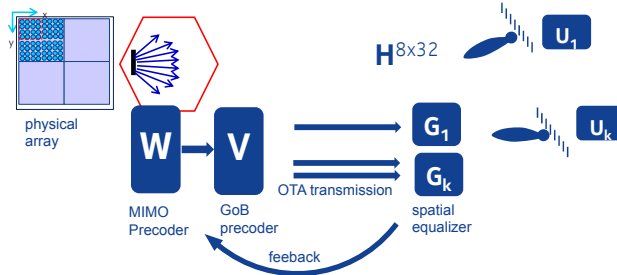 x
y
physical
array
H8x32
U1
W
V
G1
Uk
Gk
OTA transmission
MIMO
Precoder
GoB
precoder
spatial
equalizer
feeback